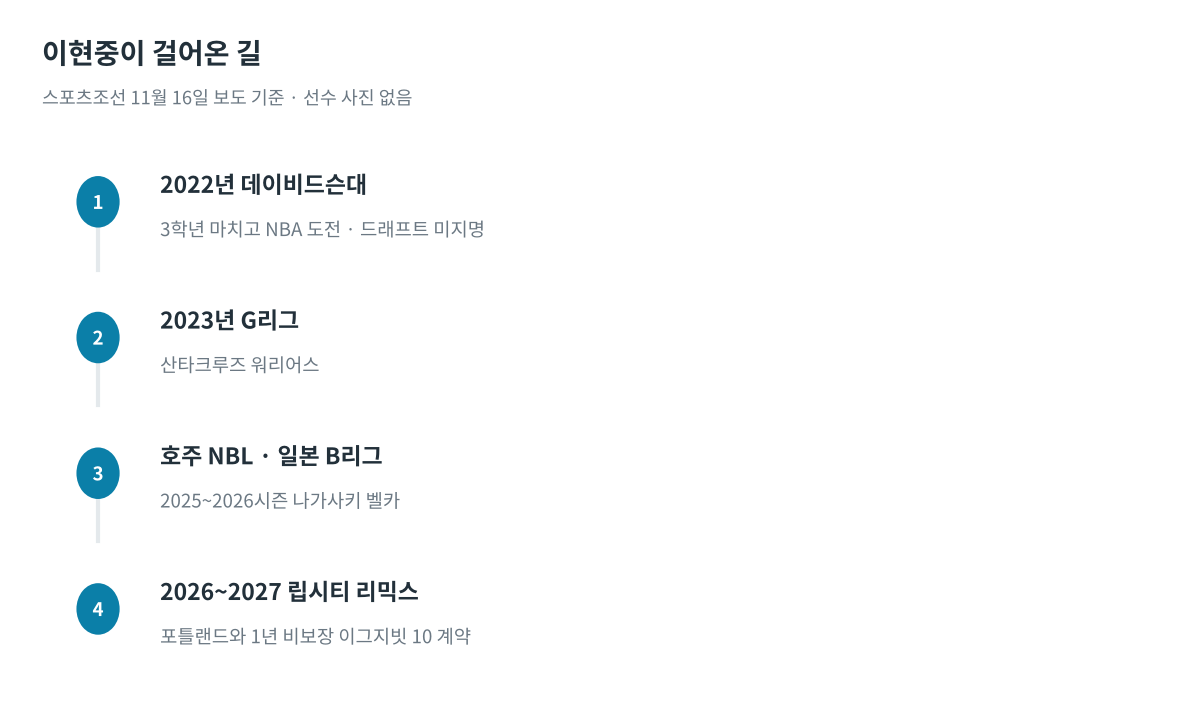 이현중이 걸어온 길
스포츠조선 11월 16일 보도 기준 · 선수 사진 없음
1
2022년 데이비드슨대
3학년 마치고 NBA 도전 · 드래프트 미지명
2
2023년 G리그
산타크루즈 워리어스
3
호주 NBL · 일본 B리그
2025~2026시즌 나가사키 벨카
4
2026~2027 립시티 리믹스
포틀랜드와 1년 비보장 이그지빗 10 계약